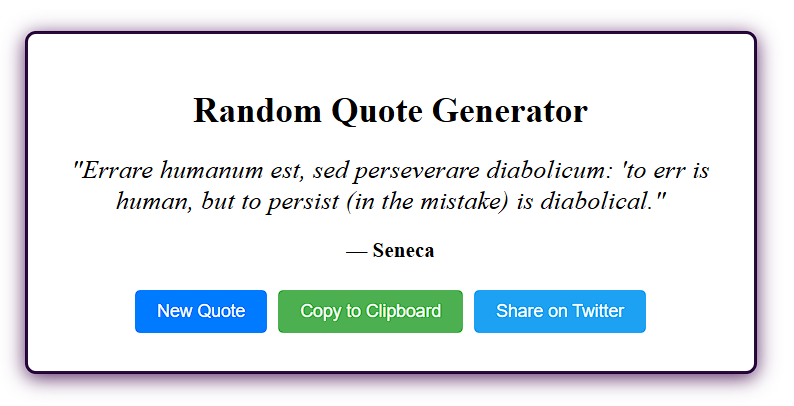 Random Quote Generator
"Errare humanum est, sed perseverare diabolicum: 'to err is
human, but to persist (in the mistake) is diabolical."
— Seneca
New Quote
Copy to Clipboard
Share on Twitter